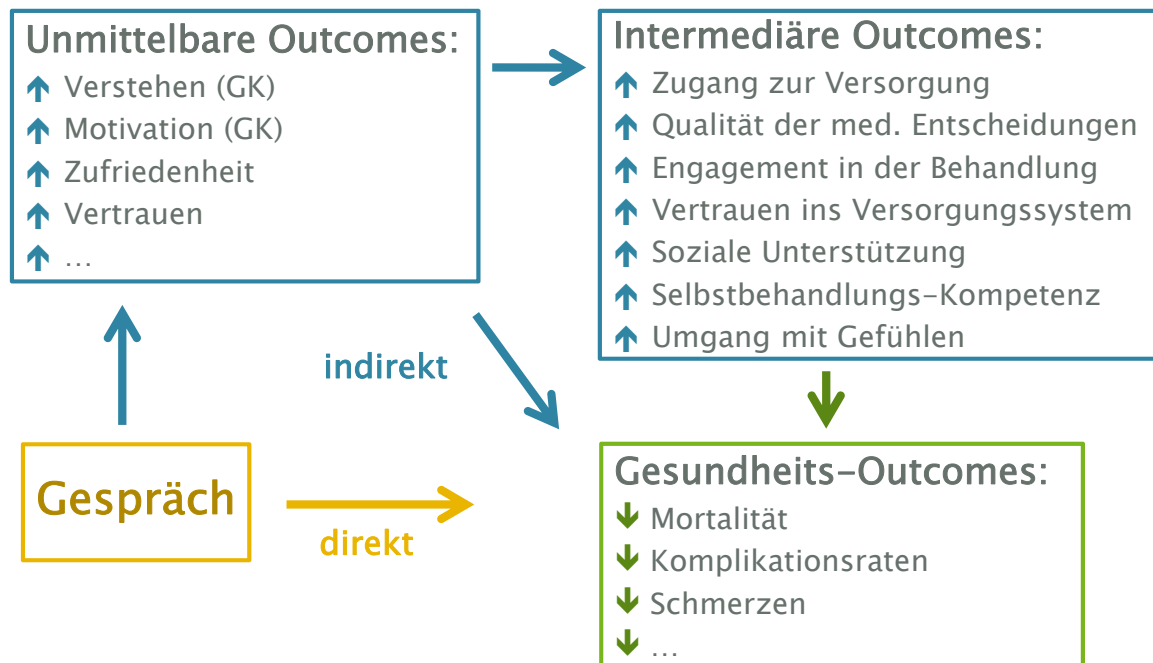 Unmittelbare Outcomes:
Verstehen (GK)
Motivation (GK)
Zufriedenheit
Vertrauen
...
Intermediäre Outcomes:
Zugang zur Versorgung
Qualität der med. Entscheidungen
Engagement in der Behandlung
Vertrauen ins Versorgungssystem
Soziale Unterstützung
Selbstbehandlungs-Kompetenz
Umgang mit Gefühlen
indirekt
Gespräch
direkt
Gesundheits-Outcomes:
Mortalität
Komplikationsraten
Schmerzen
...